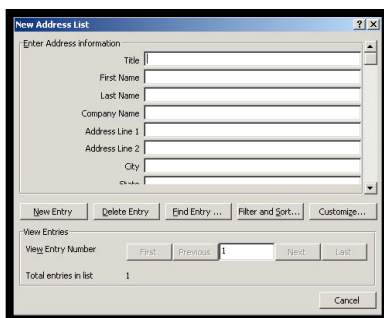 New Address List
Enter Address information
Title
First Name
Last Name
Company Name
Address Line 1
Address Line 2
City
State
New Entry Delete Entry Find Entry ... Filter and Sort... Customize...
View Entries
View Entry Number First Previous 1 Next Last
Total entries in list 1
Cancel